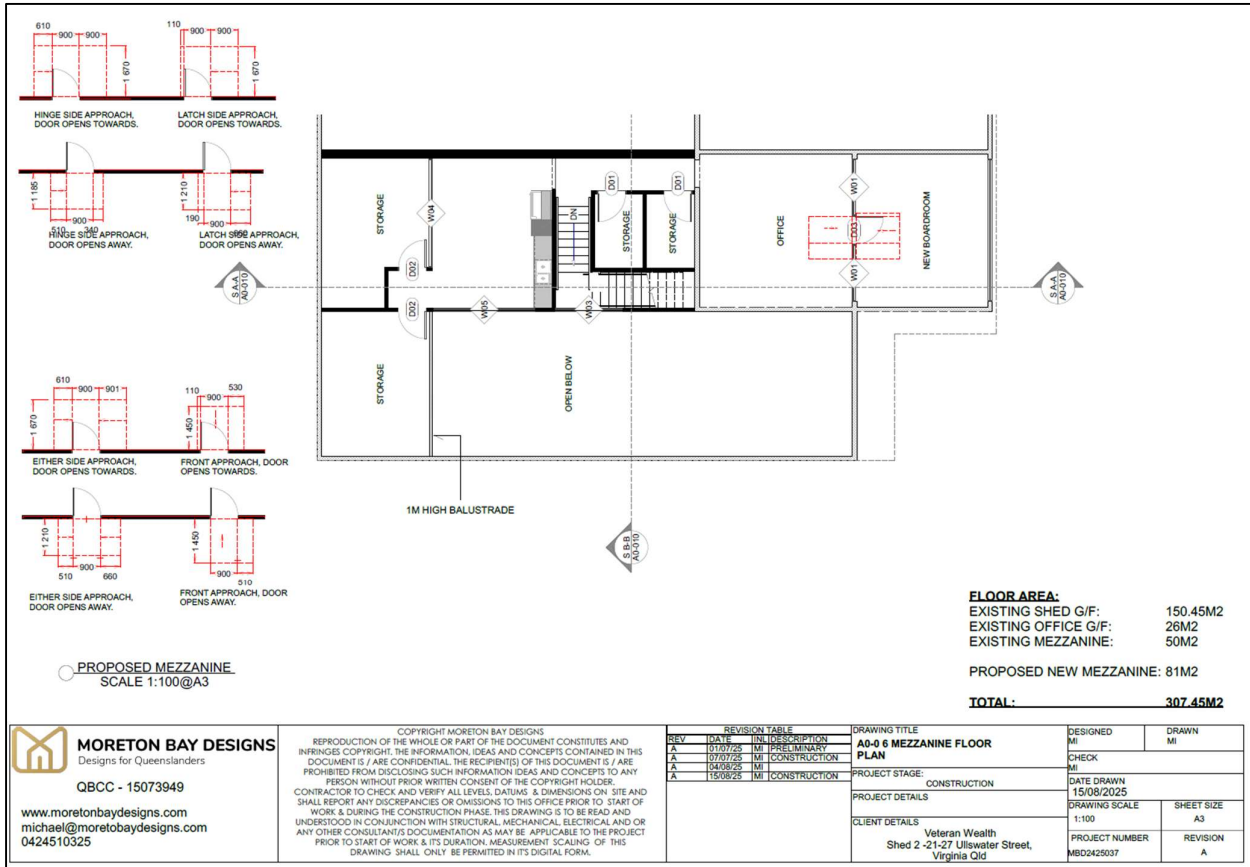 610
900
900
1 670
HINGE SIDE APPROACH,
DOOR OPENS TOWARDS.
110
900
900
1 670
LATCH SIDE APPROACH,
DOOR OPENS TOWARDS.
1 185
900
510
340
HINGE SIDE APPROACH,
DOOR OPENS AWAY.
1 210
190
900
660
LATCH SIDE APPROACH,
DOOR OPENS AWAY.
S A-A
A0-010
610
900
901
1 670
EITHER SIDE APPROACH,
DOOR OPENS TOWARDS.
110
900
530
1 450
FRONT APPROACH, DOOR
OPENS TOWARDS.
1 210
510
900
660
EITHER SIDE APPROACH,
DOOR OPENS AWAY.
1 450
900
510
FRONT APPROACH, DOOR
OPENS AWAY.
STORAGE
W04
D02
D02
STORAGE
W05
DN
W03
D01
STORAGE
D01
STORAGE
OFFICE
W01
D03
W01
NEW BOARDROOM
S A-A
A0-010
OPEN BELOW
1M HIGH BALUSTRADE
S B-B
A0-010
PROPOSED MEZZANINE
SCALE 1:100@A3
FLOOR AREA:
EXISTING SHED G/F: 150.45M2
EXISTING OFFICE G/F: 26M2
EXISTING MEZZANINE: 50M2
PROPOSED NEW MEZZANINE: 81M2
TOTAL: 307.45M2
MORETON BAY DESIGNS
Designs for Queenslanders
QBCC - 15073949
www.moretonbaydesigns.com
michael@moretobaydesigns.com
0424510325
COPYRIGHT MORETON BAY DESIGNS
REPRODUCTION OF THE WHOLE OR PART OF THE DOCUMENT CONSTITUTES AND
INFRINGES COPYRIGHT. THE INFORMATION, IDEAS AND CONCEPTS CONTAINED IN THIS
DOCUMENT IS / ARE CONFIDENTIAL. THE RECIPIENT(S) OF THIS DOCUMENT IS / ARE
PROHIBITED FROM DISCLOSING SUCH INFORMATION IDEAS AND CONCEPTS TO ANY
PERSON WITHOUT PRIOR WRITTEN CONSENT OF THE COPYRIGHT HOLDER.
CONTRACTOR TO CHECK AND VERIFY ALL LEVELS, DATUMS & DIMENSIONS ON SITE AND
SHALL REPORT ANY DISCREPANCIES OR OMISSIONS TO THIS OFFICE PRIOR TO START OF
WORK & DURING THE CONSTRUCTION PHASE. THIS DRAWING IS TO BE READ AND
UNDERSTOOD IN CONJUNCTION WITH STRUCTURAL, MECHANICAL, ELECTRICAL AND OR
ANY OTHER CONSULTANT/S DOCUMENTATION AS MAY BE APPLICABLE TO THE PROJECT
PRIOR TO START OF WORK & IT'S DURATION. MEASUREMENT SCALING OF THIS
DRAWING SHALL ONLY BE PERMITTED IN IT'S DIGITAL FORM.
REVISION TABLE
REV DATE INL DESCRIPTION
A 01/07/25 MI PRELIMINARY
A 07/07/25 MI CONSTRUCTION
A 04/08/25 MI
A 15/08/25 MI CONSTRUCTION
DRAWING TITLE
A0-0 6 MEZZANINE FLOOR
PLAN
PROJECT STAGE:
CONSTRUCTION
PROJECT DETAILS
CLIENT DETAILS
Veteran Wealth
Shed 2 -21-27 Ullswater Street,
Virginia Qld
DESIGNED
MI
DRAWN
MI
CHECK
MI
DATE DRAWN
15/08/2025
DRAWING SCALE
1:100
SHEET SIZE
A3
PROJECT NUMBER
MBD2425037
REVISION
A